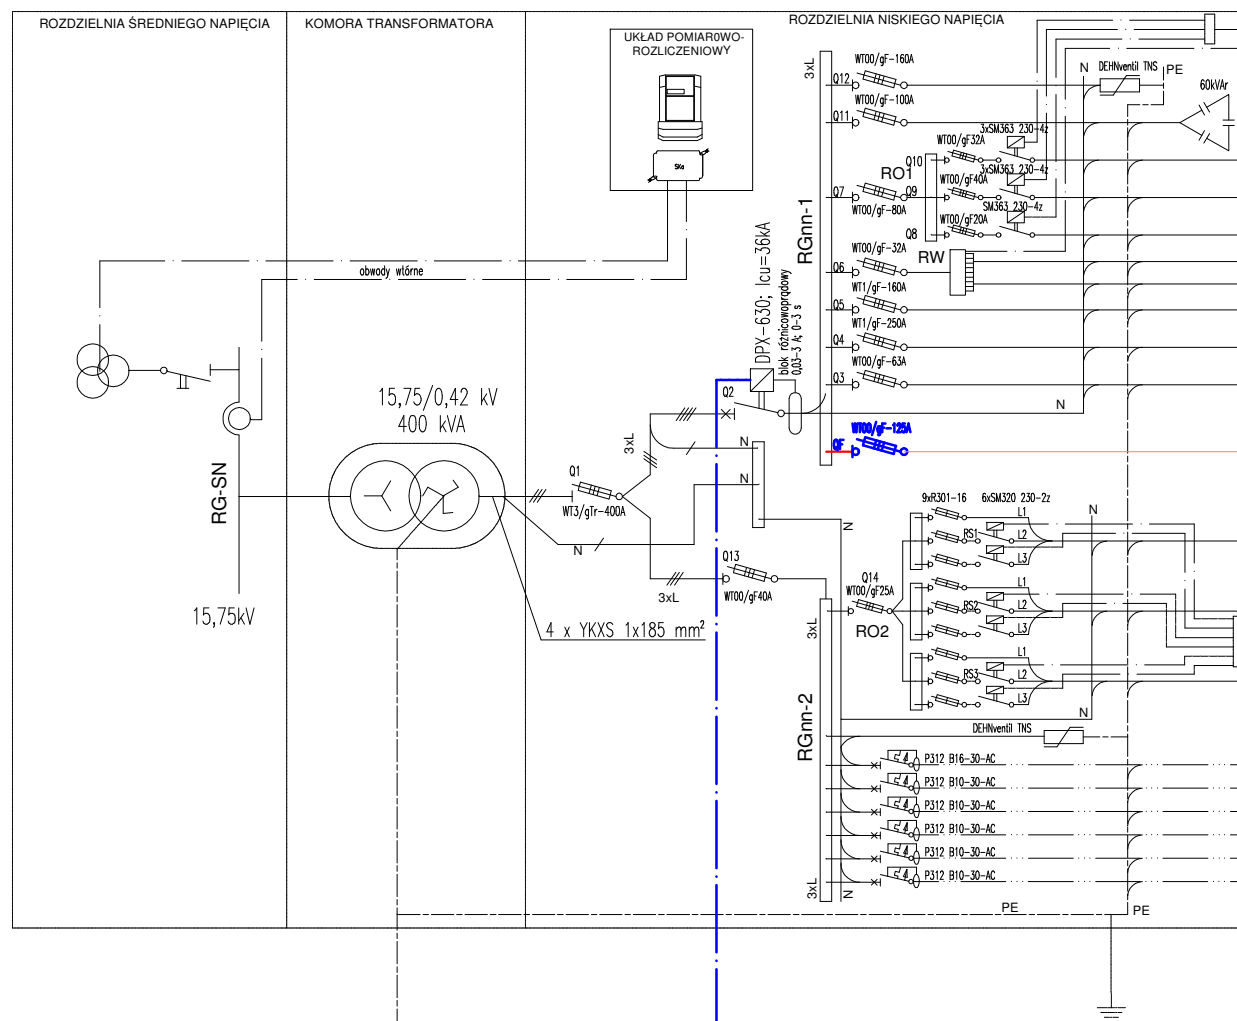 ROZDZIELNIA ŚREDNIEGO NAPIĘCIA
KOMORA TRANSFORMATORA
ROZDZIELNIA NISKIEGO NAPIĘCIA
UKŁAD POMIAROWO-
ROZLICZENIOWY
SKa
obwody wtórne
RG-SN
15,75kV
15,75/0,42 kV
400 kVA
Q1
WT3/gTr-400A
3xL
N
4 x YKXS 1x185 mm²
3xL
Q13
WT00/gF40A
Q2
DPX-630; Icu=36kA
blok różnicowoprądowy
0,03-3 A; 0-3 s
N
N
N
3xL
RGnn-1
WT00/gF-160A
Q12
WT00/gF-100A
Q11
Q7
WT00/gF-80A
WT00/gF-32A
Q6
WT1/gF-160A
Q5
WT1/gF-250A
Q4
WT00/gF-63A
Q3
N
WT00/gF-125A
QF
RO1
Q10
WT00/gF32A
3xSM363 230-4z
Q9
WT00/gF40A
3xSM363 230-4z
Q8
WT00/gF20A
SM363 230-4z
RW
N
DEHNventil TNS
PE
60kVAr
3xL
RGnn-2
3xL
N
Q14
WT00/gF25A
RO2
9xR301-16
6xSM320 230-2z
N
RS1
L1
L2
L3
RS2
L1
L2
L3
RS3
L1
L2
L3
N
DEHNventil TNS
P312 B16-30-AC
P312 B10-30-AC
P312 B10-30-AC
P312 B10-30-AC
P312 B10-30-AC
P312 B10-30-AC
PE
PE